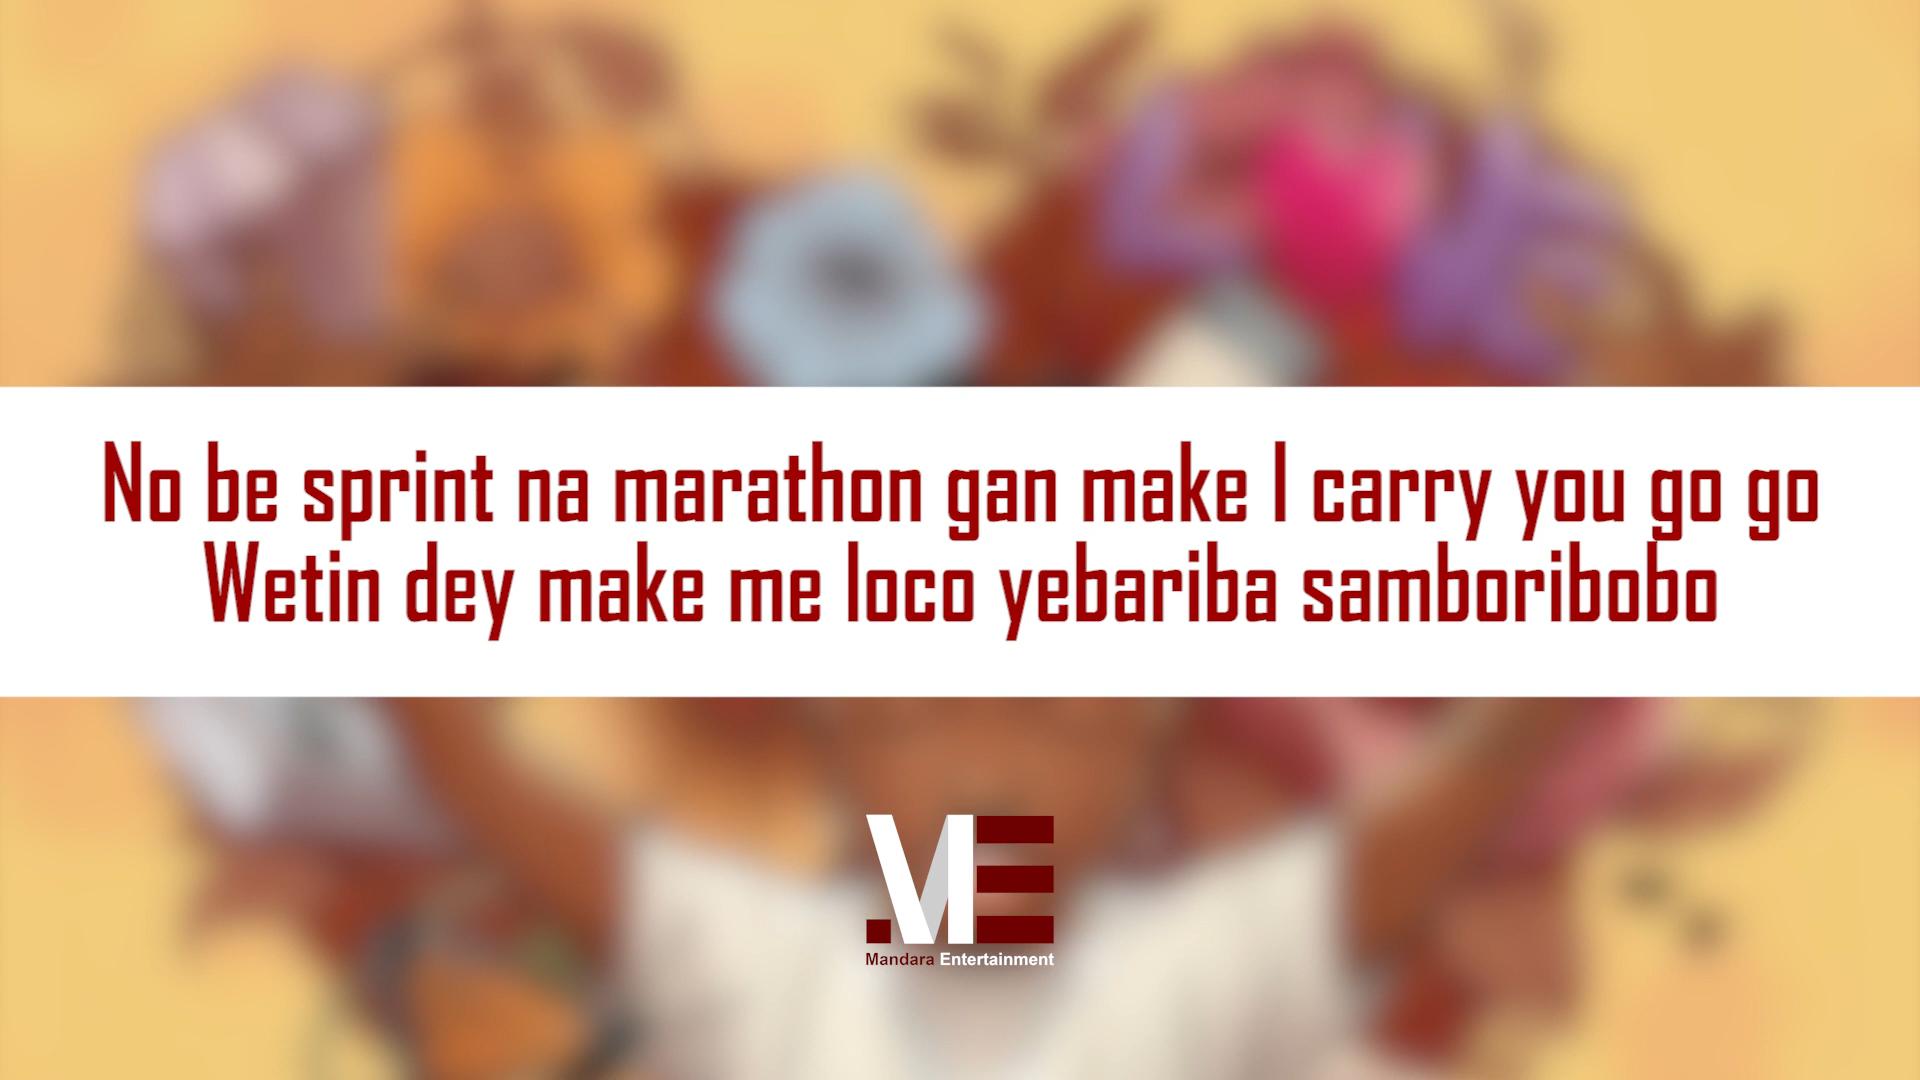 No be sprint na marathon gan make I carry you go go
Wetin dey make me loco yebariba samboribobo
ME
Mandara Entertainment